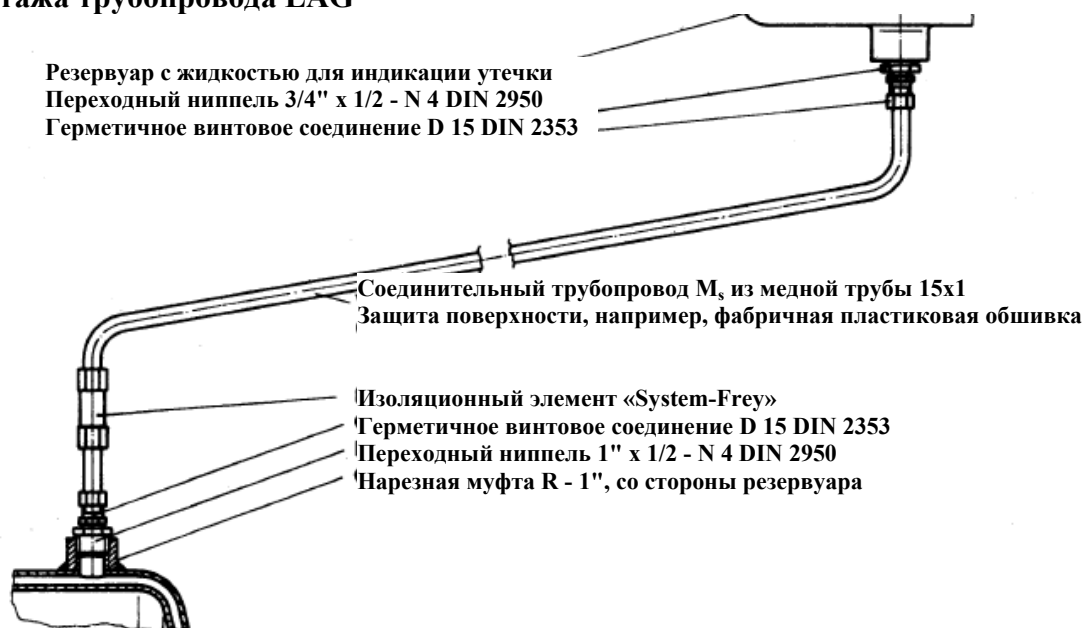 трубопровода LAG
Резервуар с жидкостью для индикации утечки
Переходный ниппель 3/4" x 1/2 - N 4 DIN 2950
Герметичное винтовое соединение D 15 DIN 2353
Соединительный трубопровод Ms из медной трубы 15x1
Защита поверхности, например, фабричная пластиковая обшивка
Изоляционный элемент «System-Frey»
Герметичное винтовое соединение D 15 DIN 2353
Переходный ниппель 1" x 1/2 - N 4 DIN 2950
Нарезная муфта R - 1", со стороны резервуара